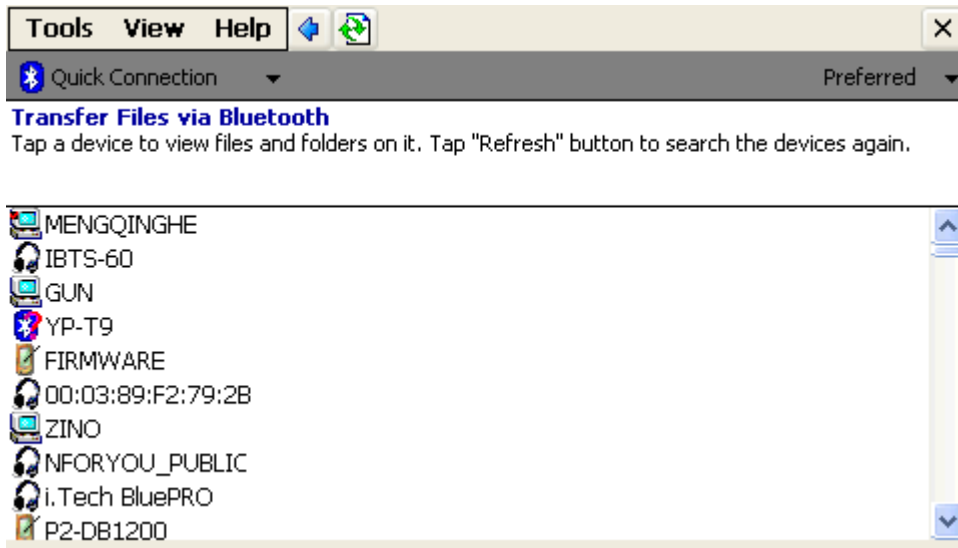 Tools View Help
Quick Connection Preferred
Transfer Files via Bluetooth
Tap a device to view files and folders on it. Tap "Refresh" button to search the devices again.
MENGQINGHE
IBTS-60
GUN
YP-T9
FIRMWARE
00:03:89:F2:79:2B
ZINO
NFORYOU_PUBLIC
i.Tech BluePRO
P2-DB1200